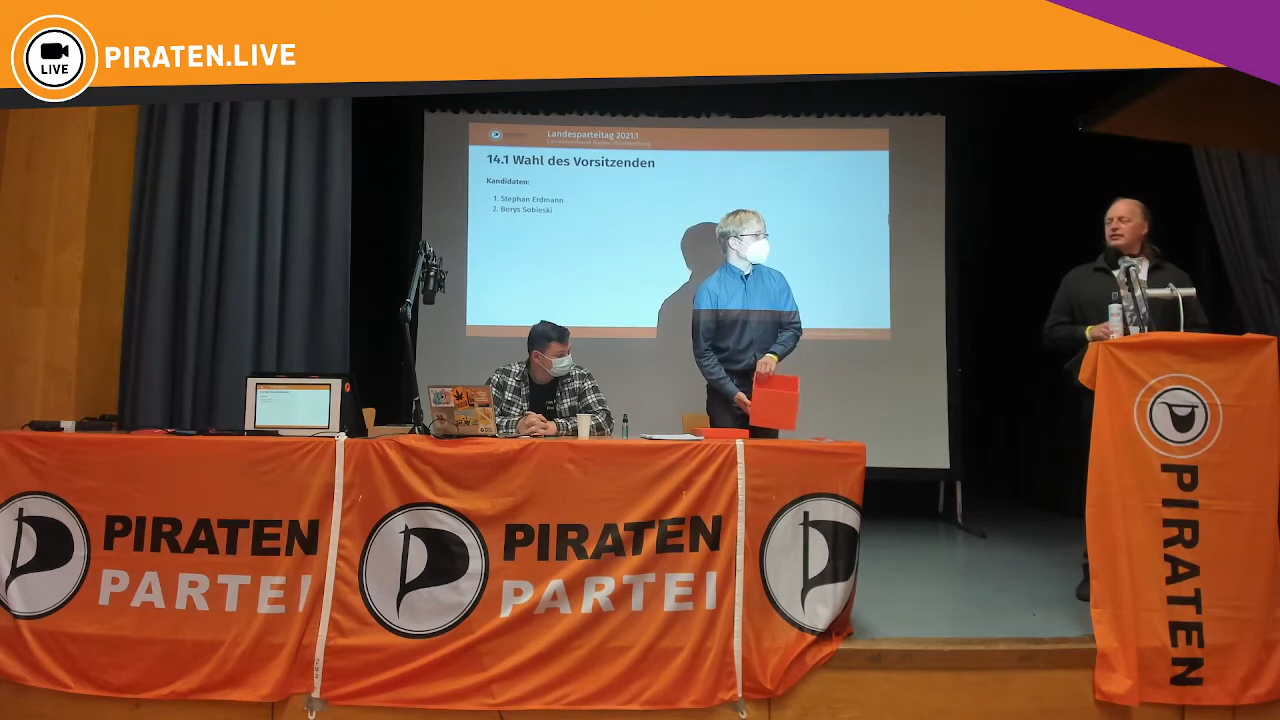 LIVE
PIRATEN.LIVE
Landesparteitag 2021.1
14.1 Wahl des Vorsitzenden
Kandidaten:
1. Stephan Erdmann
2. Borys Sobieski
PIRATEN
PARTEI
PIRATEN
PARTEI
PIRATEN